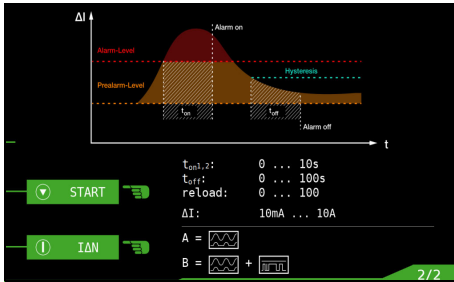 ΔI
Alarm on
Alarm-Level
Hysteresis
Prealarm-Level
ton
toff
Alarm off
t
ton1,2: 0 ... 10s
toff: 0 ... 100s
START
reload: 0 ... 100
ΔI: 10mA ... 10A
A =
IΔN
B = +
2/2